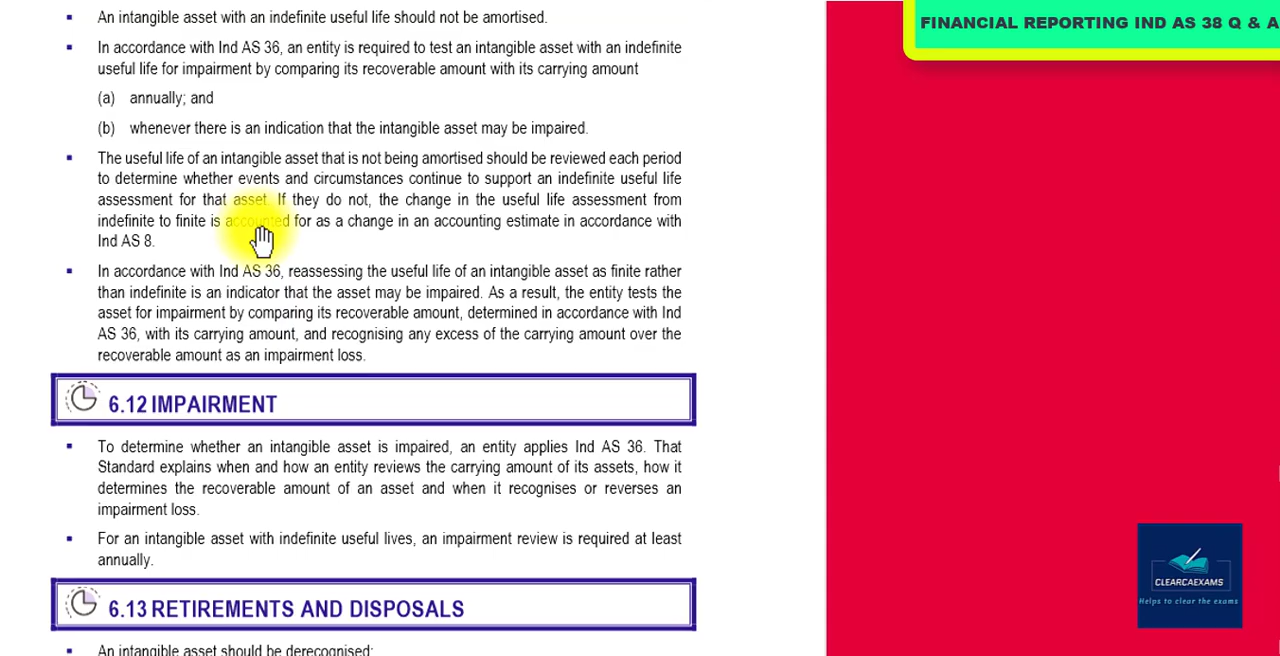 FINANCIAL REPORTING IND AS 38 Q & A
▪ An intangible asset with an indefinite useful life should not be amortised.
▪ In accordance with Ind AS 36, an entity is required to test an intangible asset with an indefinite
useful life for impairment by comparing its recoverable amount with its carrying amount
(a) annually; and
(b) whenever there is an indication that the intangible asset may be impaired.
▪ The useful life of an intangible asset that is not being amortised should be reviewed each period
to determine whether events and circumstances continue to support an indefinite useful life
assessment for that asset. If they do not, the change in the useful life assessment from
indefinite to finite is accounted for as a change in an accounting estimate in accordance with
Ind AS 8.
▪ In accordance with Ind AS 36, reassessing the useful life of an intangible asset as finite rather
than indefinite is an indicator that the asset may be impaired. As a result, the entity tests the
asset for impairment by comparing its recoverable amount, determined in accordance with Ind
AS 36, with its carrying amount, and recognising any excess of the carrying amount over the
recoverable amount as an impairment loss.
6.12 IMPAIRMENT
▪ To determine whether an intangible asset is impaired, an entity applies Ind AS 36. That
Standard explains when and how an entity reviews the carrying amount of its assets, how it
determines the recoverable amount of an asset and when it recognises or reverses an
impairment loss.
▪ For an intangible asset with indefinite useful lives, an impairment review is required at least
annually.
6.13 RETIREMENTS AND DISPOSALS
▪ An intangible asset should be derecognised:
CLEARCAEXAMS
Helps to clear the exams